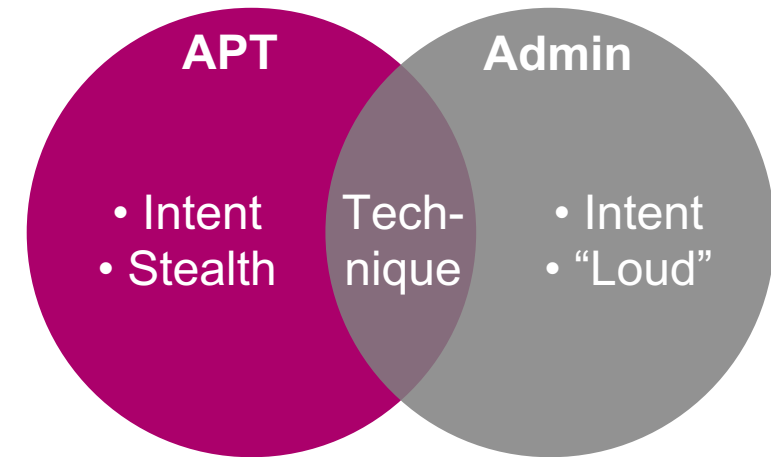 APT
Admin
• Intent
• Stealth
Tech-
nique
• Intent
• “Loud”